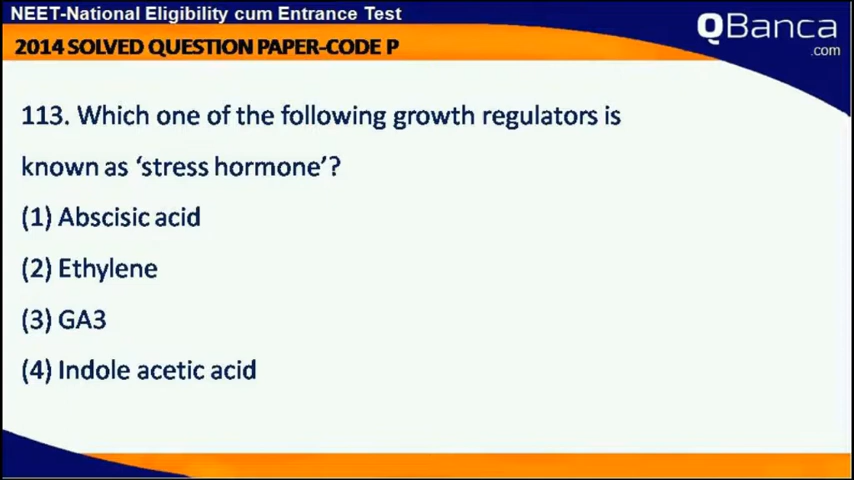 NEET-National Eligibility cum Entrance Test
QBanca
.com
2014 SOLVED QUESTION PAPER-CODE P
113. Which one of the following growth regulators is
known as ‘stress hormone’?
(1) Abscisic acid
(2) Ethylene
(3) GA3
(4) Indole acetic acid